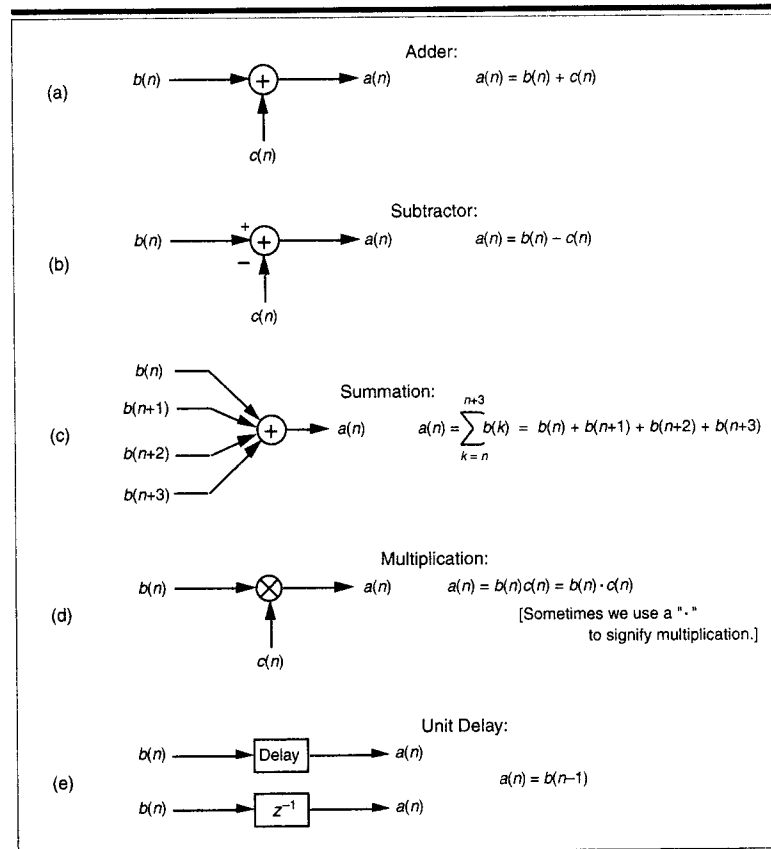 Adder:
(a) b(n) + a(n) a(n) = b(n) + c(n)
c(n)
Subtractor:
(b) b(n) + + a(n) a(n) = b(n) − c(n)
−
c(n)
Summation:
(c) b(n)
b(n+1)
b(n+2)
b(n+3)
+ a(n) a(n) = ∑ b(k) = b(n) + b(n+1) + b(n+2) + b(n+3)
n+3
k = n
Multiplication:
(d) b(n) × a(n) a(n) = b(n)c(n) = b(n) · c(n)
[Sometimes we use a "·"
to signify multiplication.]
c(n)
Unit Delay:
(e) b(n) Delay a(n)
a(n) = b(n−1)
b(n) z⁻¹ a(n)